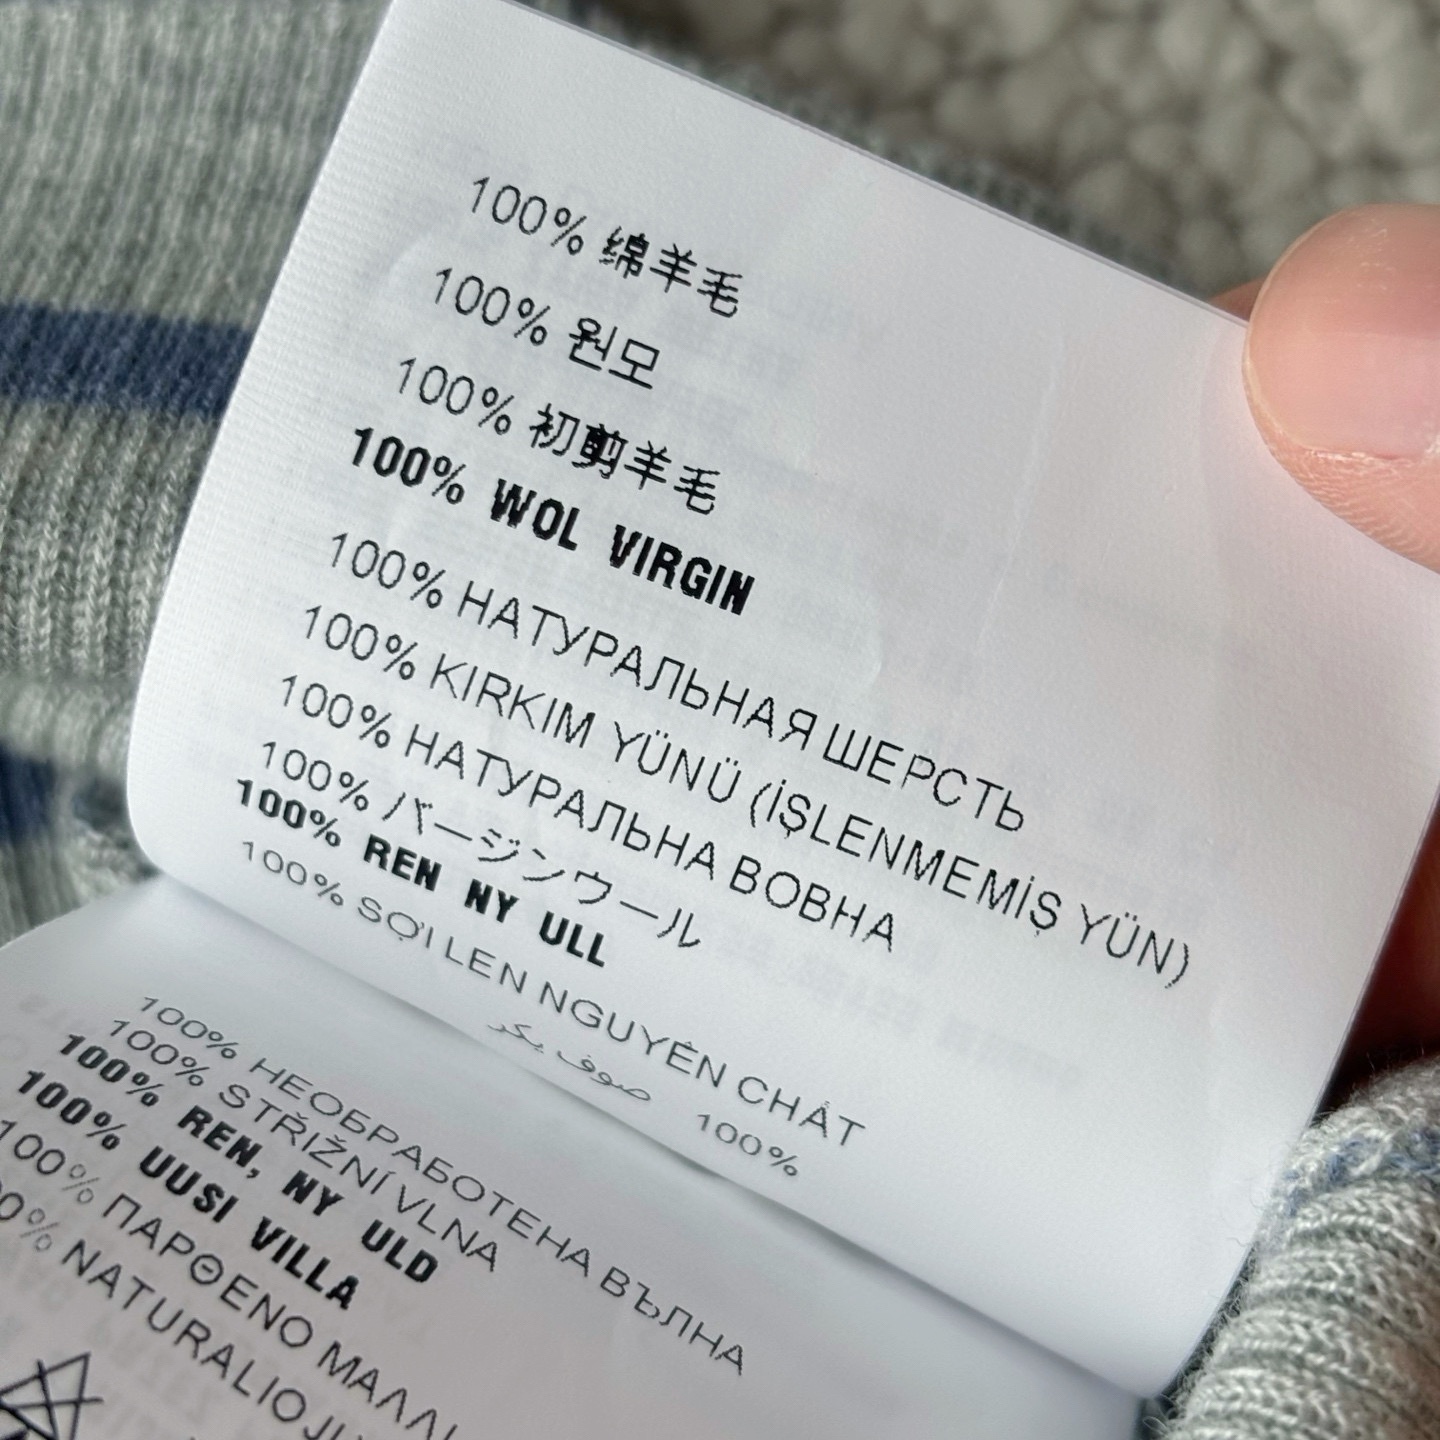 100% 绵羊毛
100% 원모
100% 初剪羊毛
100% WOL VIRGIN
100% НАТУРАЛЬНАЯ ШЕРСТЬ
100% KIRKIM YÜNÜ (İŞLENMEMİŞ YÜN)
100% НАТУРАЛЬНА ВОВНА
100% バージンウール
100% REN NY ULL
100% SỢI LEN NGUYÊN CHẤT
100% صوف بكر
100% НЕОБРАБОТЕНА ВЪЛНА
100% STŘIŽNÍ VLNA
100% REN, NY ULD
100% UUSI VILLA
100% ΠΑΡΘΕΝΟ